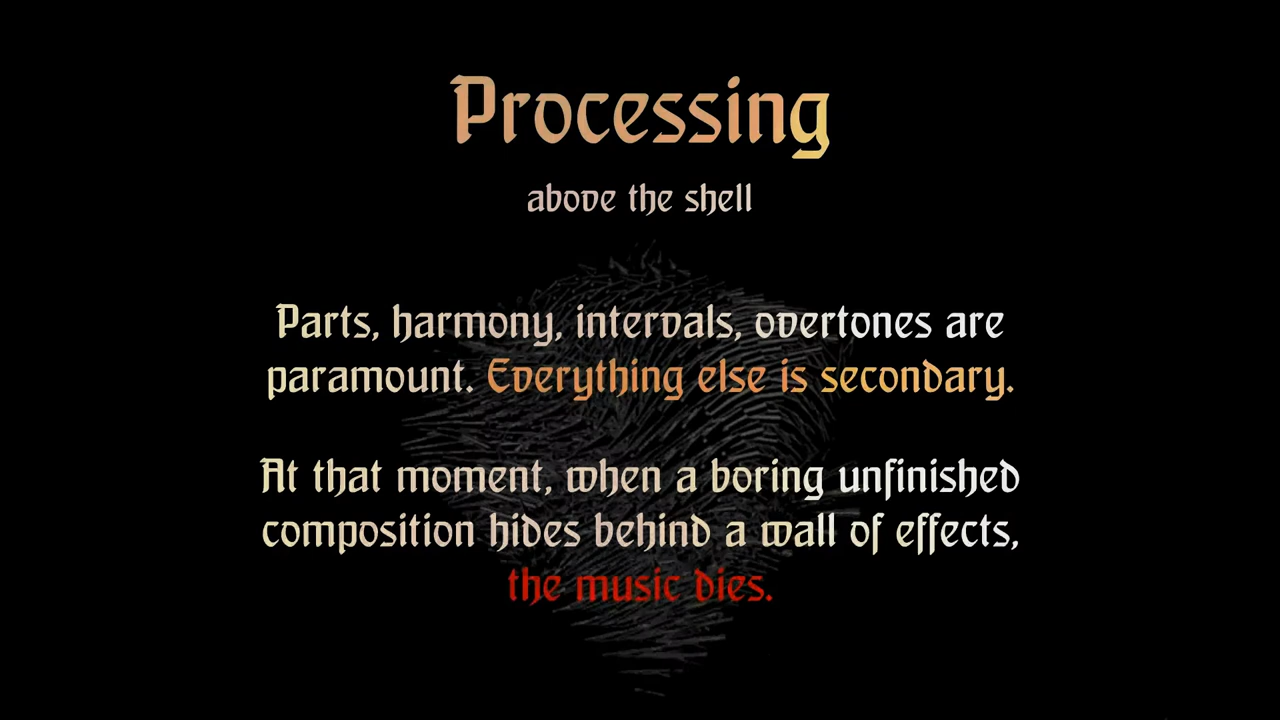 Processing
above the shell
Parts, harmony, intervals, overtones are
paramount. Everything else is secondary.
At that moment, when a boring unfinished
composition hides behind a wall of effects,
the music dies.